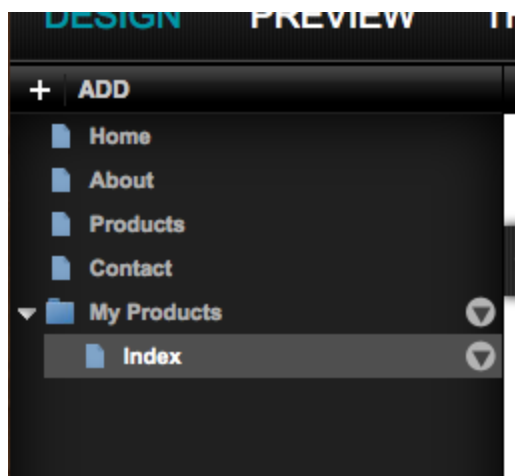 DESIGN PREVIEW
+ ADD
Home
About
Products
Contact
My Products
Index